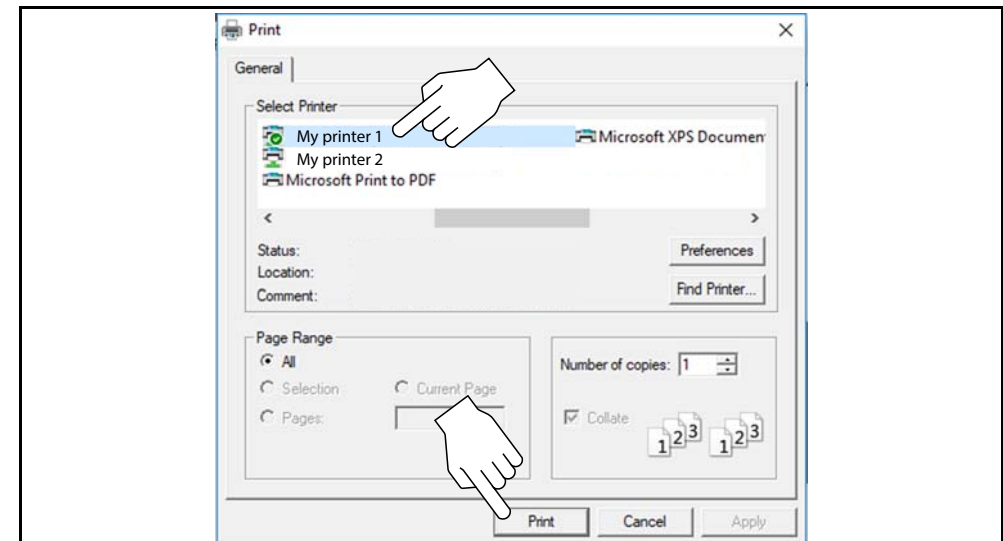 Print
General
Select Printer
My printer 1
Microsoft XPS Documen
My printer 2
Microsoft Print to PDF
Status:
Preferences
Location:
Find Printer...
Comment:
Page Range
All
Number of copies: 1
Selection
Current Page
Pages:
Collate
1 2 3 1 2 3
Print Cancel Apply